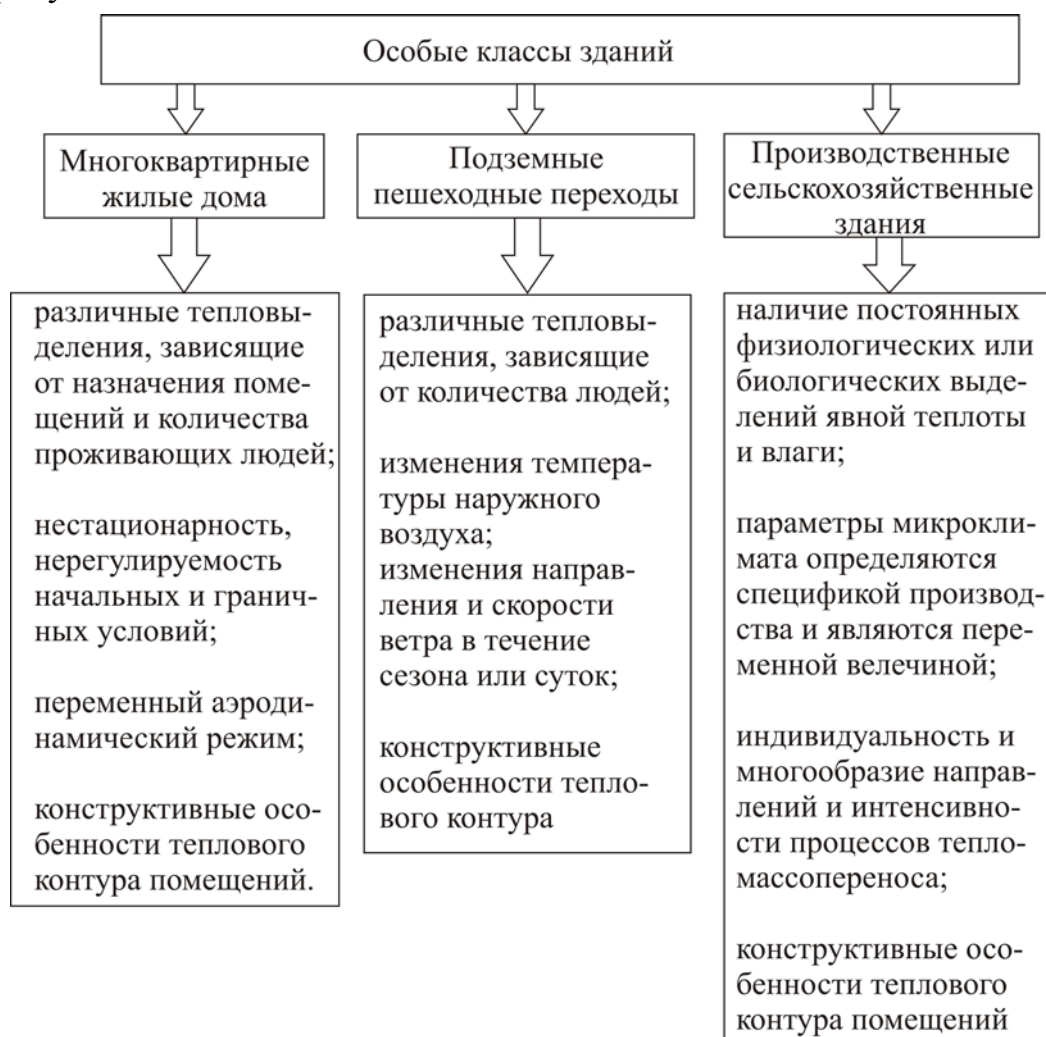 Особые классы зданий
Многоквартирные
жилые дома
различные тепловы-
деления, зависящие
от назначения поме-
щений и количества
проживающих людей;
нестационарность,
нерегулируемость
начальных и гранич-
ных условий;
переменный аэроди-
намический режим;
конструктивные осо-
бенности теплового
контура помещений.
Подземные
пешеходные переходы
различные тепловы-
деления, зависящие
от количества людей;
изменения темпера-
туры наружного
воздуха;
изменения направ-
ления и скорости
ветра в течение
сезона или суток;
конструктивные
особенности тепло-
вого контура
Производственные
сельскохозяйственные
здания
наличие постоянных
физиологических или
биологических выде-
лений явной теплоты
и влаги;
параметры микрокли-
мата определяются
спецификой производ-
ства и являются пере-
менной велечиной;
индивидуальность и
многообразие направ-
лений и интенсивно-
сти процессов тепло-
массопереноса;
конструктивные осо-
бенности теплового
контура помещений